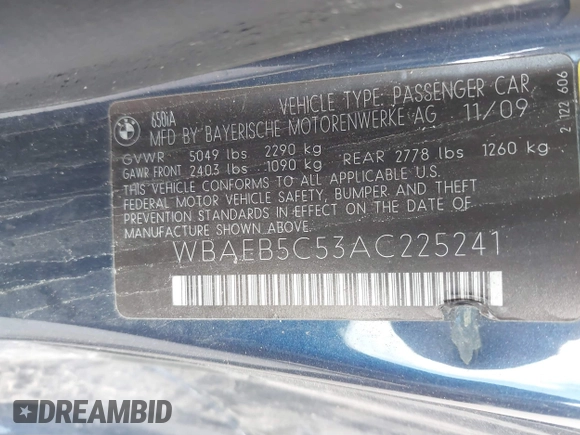 650iA
VEHICLE TYPE: PASSENGER CAR
MFD BY BAYERISCHE MOTORENWERKE AG 11/09
GVWR 5049 lbs 2290 kg
GAWR FRONT 2403 lbs 1090 kg REAR 2778 lbs 1260 kg
THIS VEHICLE CONFORMS TO ALL APPLICABLE U.S.
FEDERAL MOTOR VEHICLE SAFETY, BUMPER, AND THEFT
PREVENTION STANDARDS IN EFFECT ON THE DATE OF
MANUFACTURE SHOWN ABOVE.
WBAEB5C53AC225241
2 122 606
DREAMBID